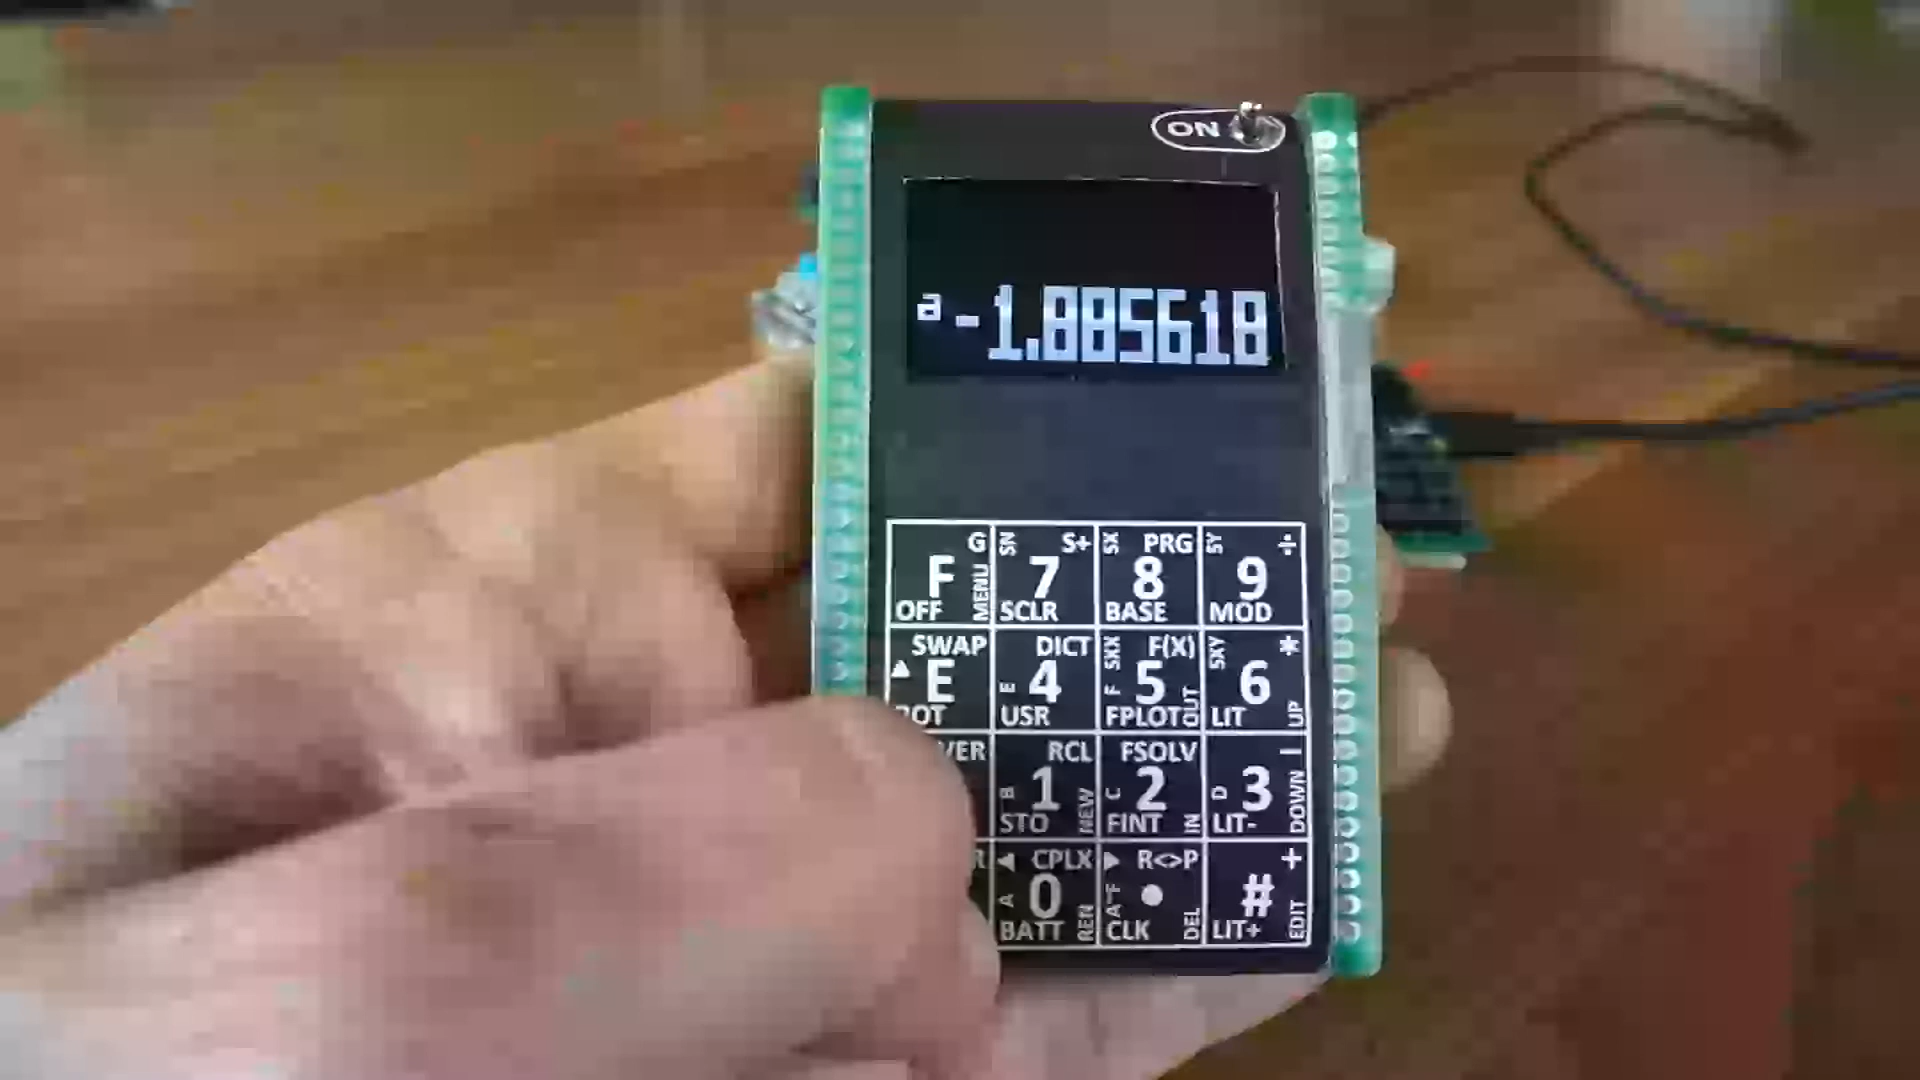 ON
a -1.885618
G SN S+ SX PRG SY ÷
F 7 8 9
OFF MENU SCLR BASE MOD
SWAP DICT SXX F(X) SXY *
▲ E E 4 F 5 6
USR FPLOT OUT LIT UP
RCL FSOLV –
B 1 C 2 D 3
STO NEW FINT IN LIT- DOWN
◀ CPLX ▶ R<>P +
A 0 A"F ● #
BATT REN CLK DEL LIT+ EDIT